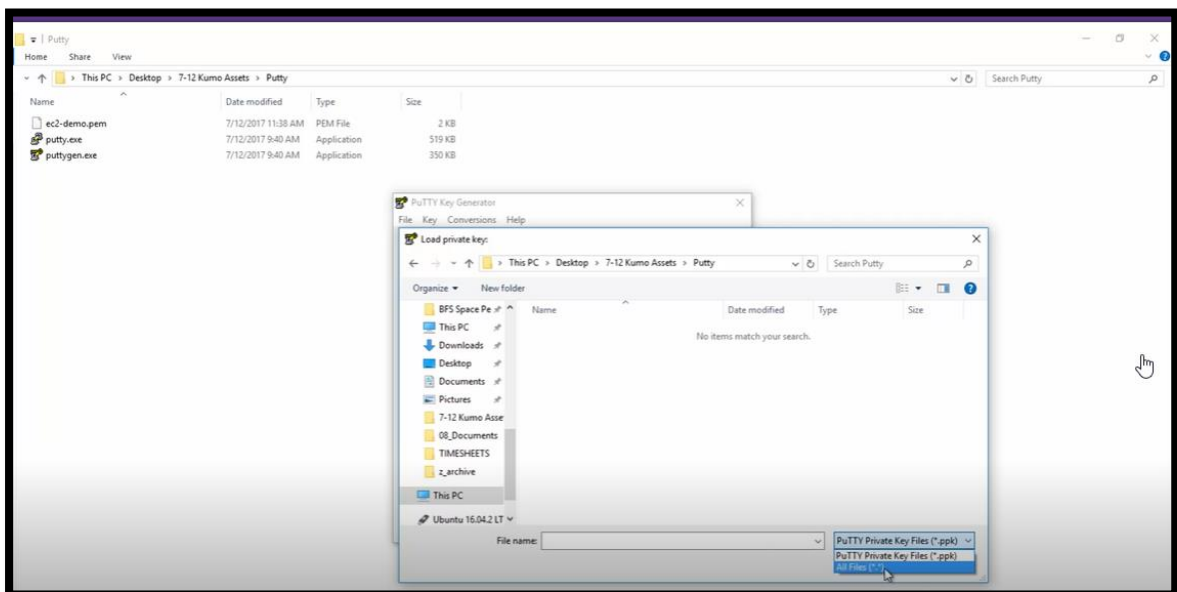 Putty
Home Share View
This PC > Desktop > 7-12 Kumo Assets > Putty
Search Putty
Name Date modified Type Size
ec2-demo.pem 7/12/2017 11:38 AM PEM File 2 KB
putty.exe 7/12/2017 9:40 AM Application 519 KB
puttygen.exe 7/12/2017 9:40 AM Application 350 KB
PuTTY Key Generator
File Key Conversions Help
Load private key:
This PC > Desktop > 7-12 Kumo Assets > Putty
Search Putty
Organize New folder
Name Date modified Type Size
No items match your search.
BFS Space Pe
This PC
Downloads
Desktop
Documents
Pictures
7-12 Kumo Asse
08_Documents
TIMESHEETS
z_archive
This PC
Ubuntu 16.04.2 LT
File name:
PuTTY Private Key Files (*.ppk)
PuTTY Private Key Files (*.ppk)
All Files (*.*)